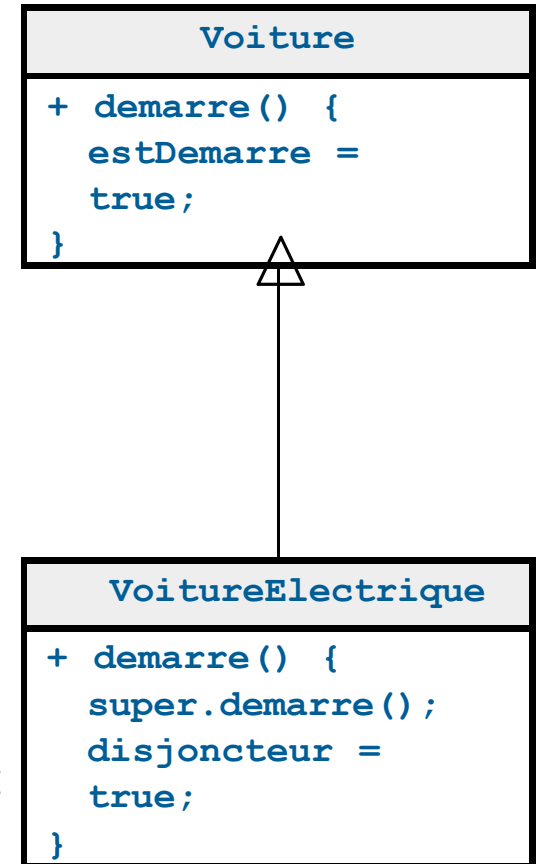 Voiture
+ demarre() {
estDemarre =
true;
}
VoitureElectrique
+ demarre() {
super.demarre();
disjoncteur =
true;
}